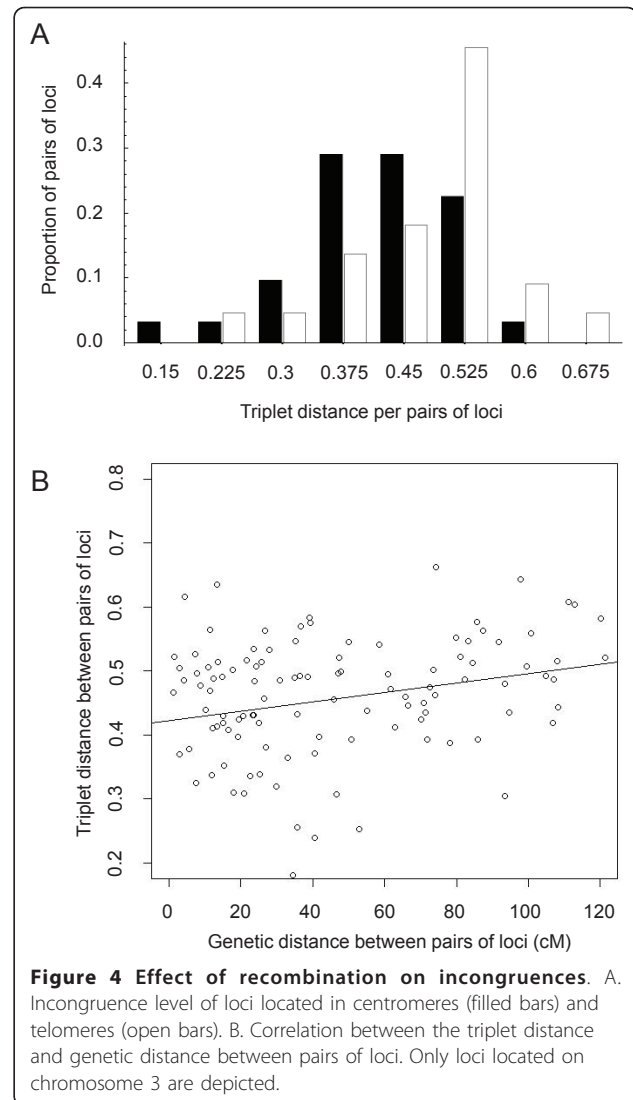 A
Proportion of pairs of loci
0.4
0.3
0.2
0.1
0.0
0.15 0.225 0.3 0.375 0.45 0.525 0.6 0.675
Triplet distance per pairs of loci
B
Triplet distance between pairs of loci
0.8
0.7
0.6
0.5
0.4
0.3
0.2
0 20 40 60 80 100 120
Genetic distance between pairs of loci (cM)
Figure 4 Effect of recombination on incongruences. A.
Incongruence level of loci located in centromeres (filled bars) and
telomeres (open bars). B. Correlation between the triplet distance
and genetic distance between pairs of loci. Only loci located on
chromosome 3 are depicted.